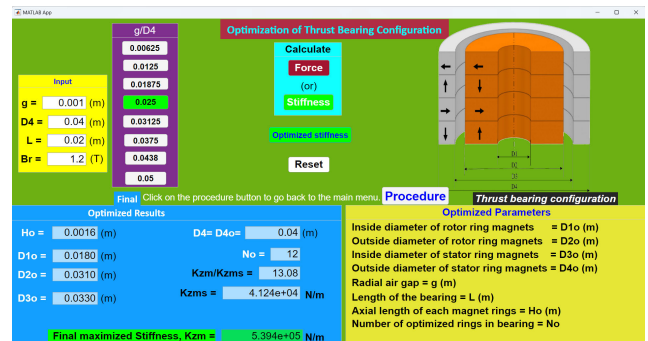 MATLAB App
Optimization of Thrust Bearing Configuration
g/D4
0.00625
0.0125
0.01875
0.025
0.03125
0.0375
0.0438
0.05
Input
g = 0.001 (m)
D4 = 0.04 (m)
L = 0.02 (m)
Br = 1.2 (T)
Calculate
Force
(or)
Stiffness
Optimized stiffness
Reset
D1
D2
D3
D4
Final Click on the procedure button to go back to the main menu. Procedure
Thrust bearing configuration
Optimized Results
Ho = 0.0016 (m)
D1o = 0.0180 (m)
D2o = 0.0310 (m)
D3o = 0.0330 (m)
D4= D4o= 0.04 (m)
No = 12
Kzm/Kzms = 13.08
Kzms = 4.124e+04 N/m
Final maximized Stiffness, Kzm = 5.394e+05 N/m
Optimized Parameters
Inside diameter of rotor ring magnets = D1o (m)
Outside diameter of rotor ring magnets = D2o (m)
Inside diameter of stator ring magnets = D3o (m)
Outside diameter of stator ring magnets = D4o (m)
Radial air gap = g (m)
Length of the bearing = L (m)
Axial length of each magnet rings = Ho (m)
Number of optimized rings in bearing = No